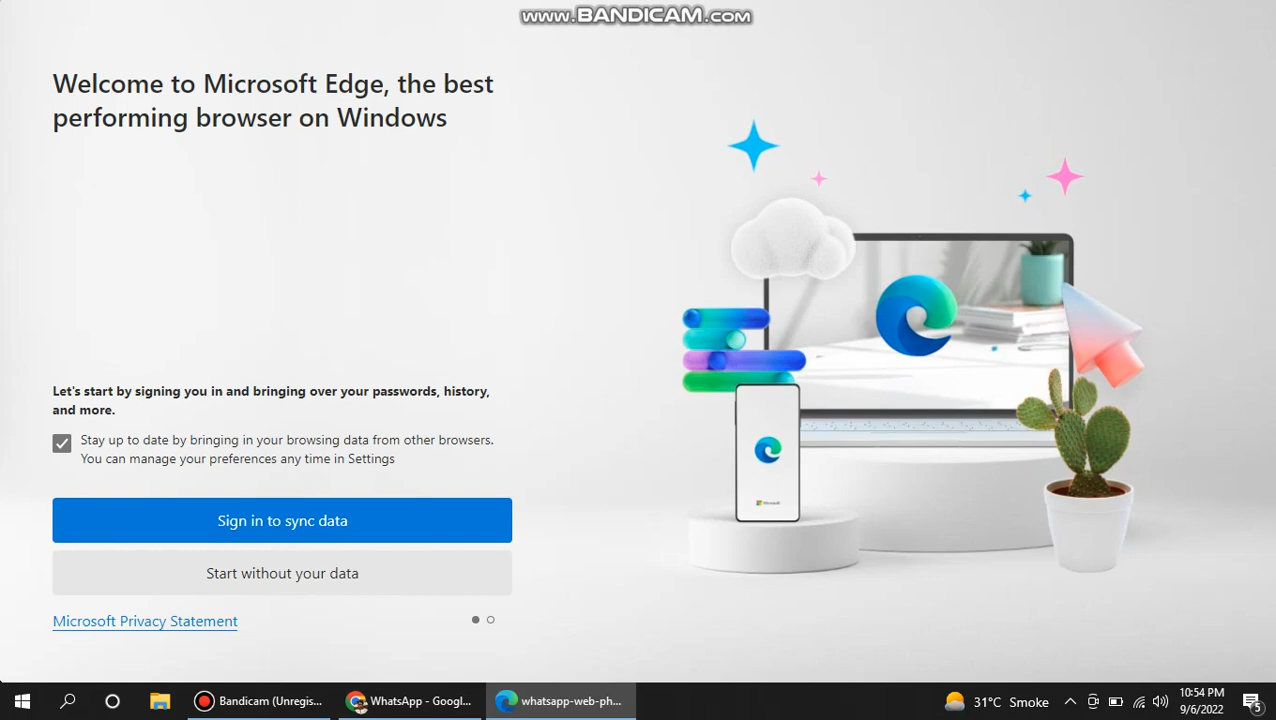 www.BANDICAM.com
Welcome to Microsoft Edge, the best
performing browser on Windows
Let's start by signing you in and bringing over your passwords, history,
and more.
Stay up to date by bringing in your browsing data from other browsers.
You can manage your preferences any time in Settings
Sign in to sync data
Start without your data
Microsoft Privacy Statement
Microsoft
Bandicam (Unregis...
WhatsApp - Googl...
whatsapp-web-ph...
31°C Smoke
10:54 PM
9/6/2022
5